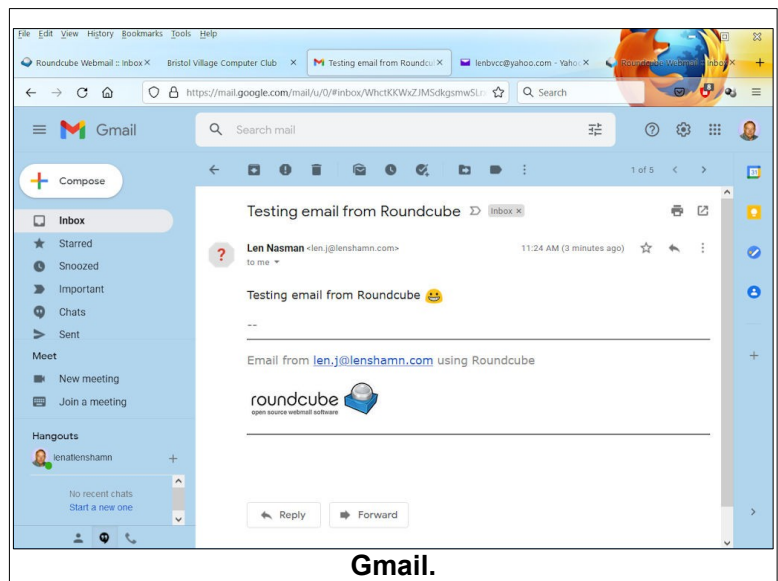 File Edit View History Bookmarks Tools Help
Roundcube Webmail :: Inbox × Bristol Village Computer Club × Testing email from Roundcu × lenbvcc@yahoo.com - Yaho × Roundcube Webmail :: Inbox × +
https://mail.google.com/mail/u/0/#inbox/WhctKKWxZJMSdkgsmwSLn Search
Gmail Search mail
Compose 1 of 5
31
Inbox
Starred
Snoozed
Important
Chats
Sent
Meet
New meeting
Join a meeting
Hangouts
lenatlenshamn +
No recent chats
Start a new one
Testing email from Roundcube Inbox ×
Len Nasman <len.j@lenshamn.com> 11:24 AM (3 minutes ago)
to me
Testing email from Roundcube 😀
--
Email from len.j@lenshamn.com using Roundcube
roundcube
open source webmail software
Reply Forward
Gmail.